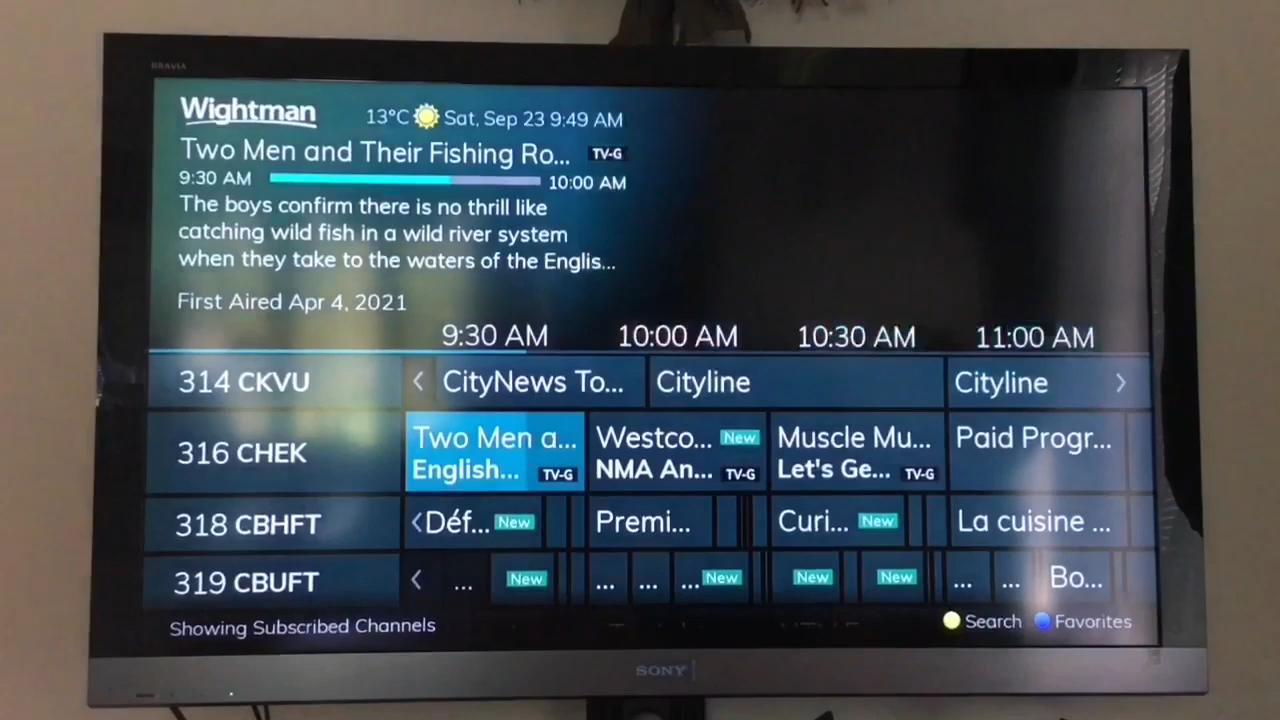 BRAVIA
Wightman
13°C Sat, Sep 23 9:49 AM
Two Men and Their Fishing Ro... TV-G
9:30 AM 10:00 AM
The boys confirm there is no thrill like
catching wild fish in a wild river system
when they take to the waters of the Englis...
First Aired Apr 4, 2021
9:30 AM 10:00 AM 10:30 AM 11:00 AM
314 CKVU < CityNews To... Cityline Cityline >
316 CHEK Two Men a... Westco... New Muscle Mu... Paid Progr...
English... TV-G NMA An... TV-G Let's Ge... TV-G
318 CBHFT < Déf... New Premi... Curi... New La cuisine ...
319 CBUFT < ... New ... ... ... New New New ... ... Bo...
Showing Subscribed Channels Search Favorites
SONY